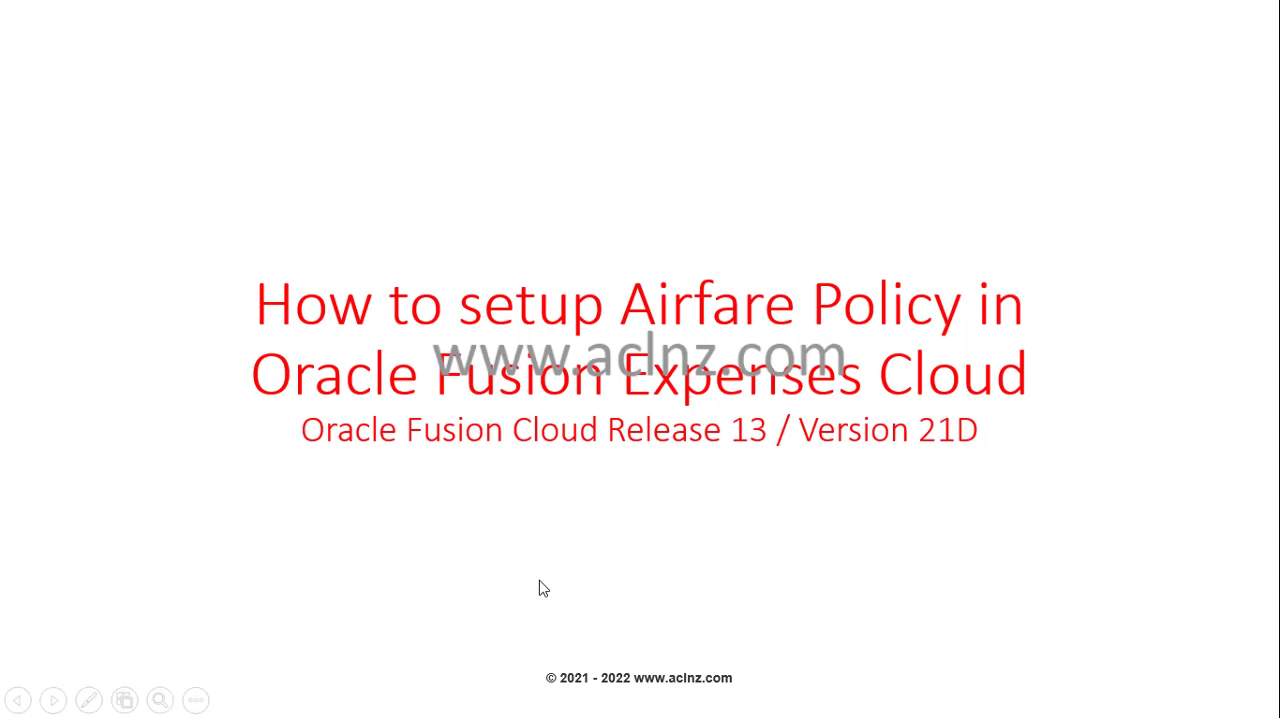 How to setup Airfare Policy in
www.aclnz.com
Oracle Fusion Expenses Cloud
Oracle Fusion Cloud Release 13 / Version 21D
© 2021 - 2022 www.aclnz.com